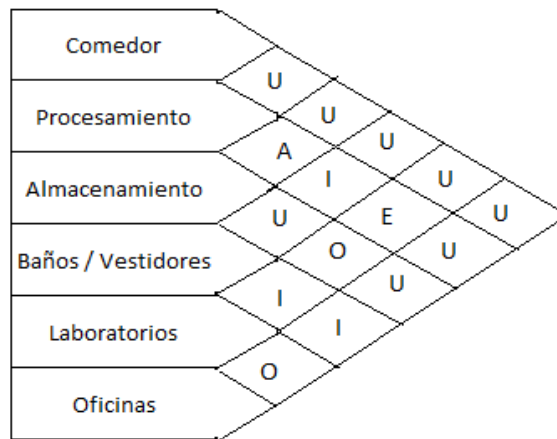 Comedor
U
Procesamiento
U
A
U
I
U
Almacenamiento
U
U
E
Baños / Vestidores
O
U
I
U
Laboratorios
I
O
Oficinas